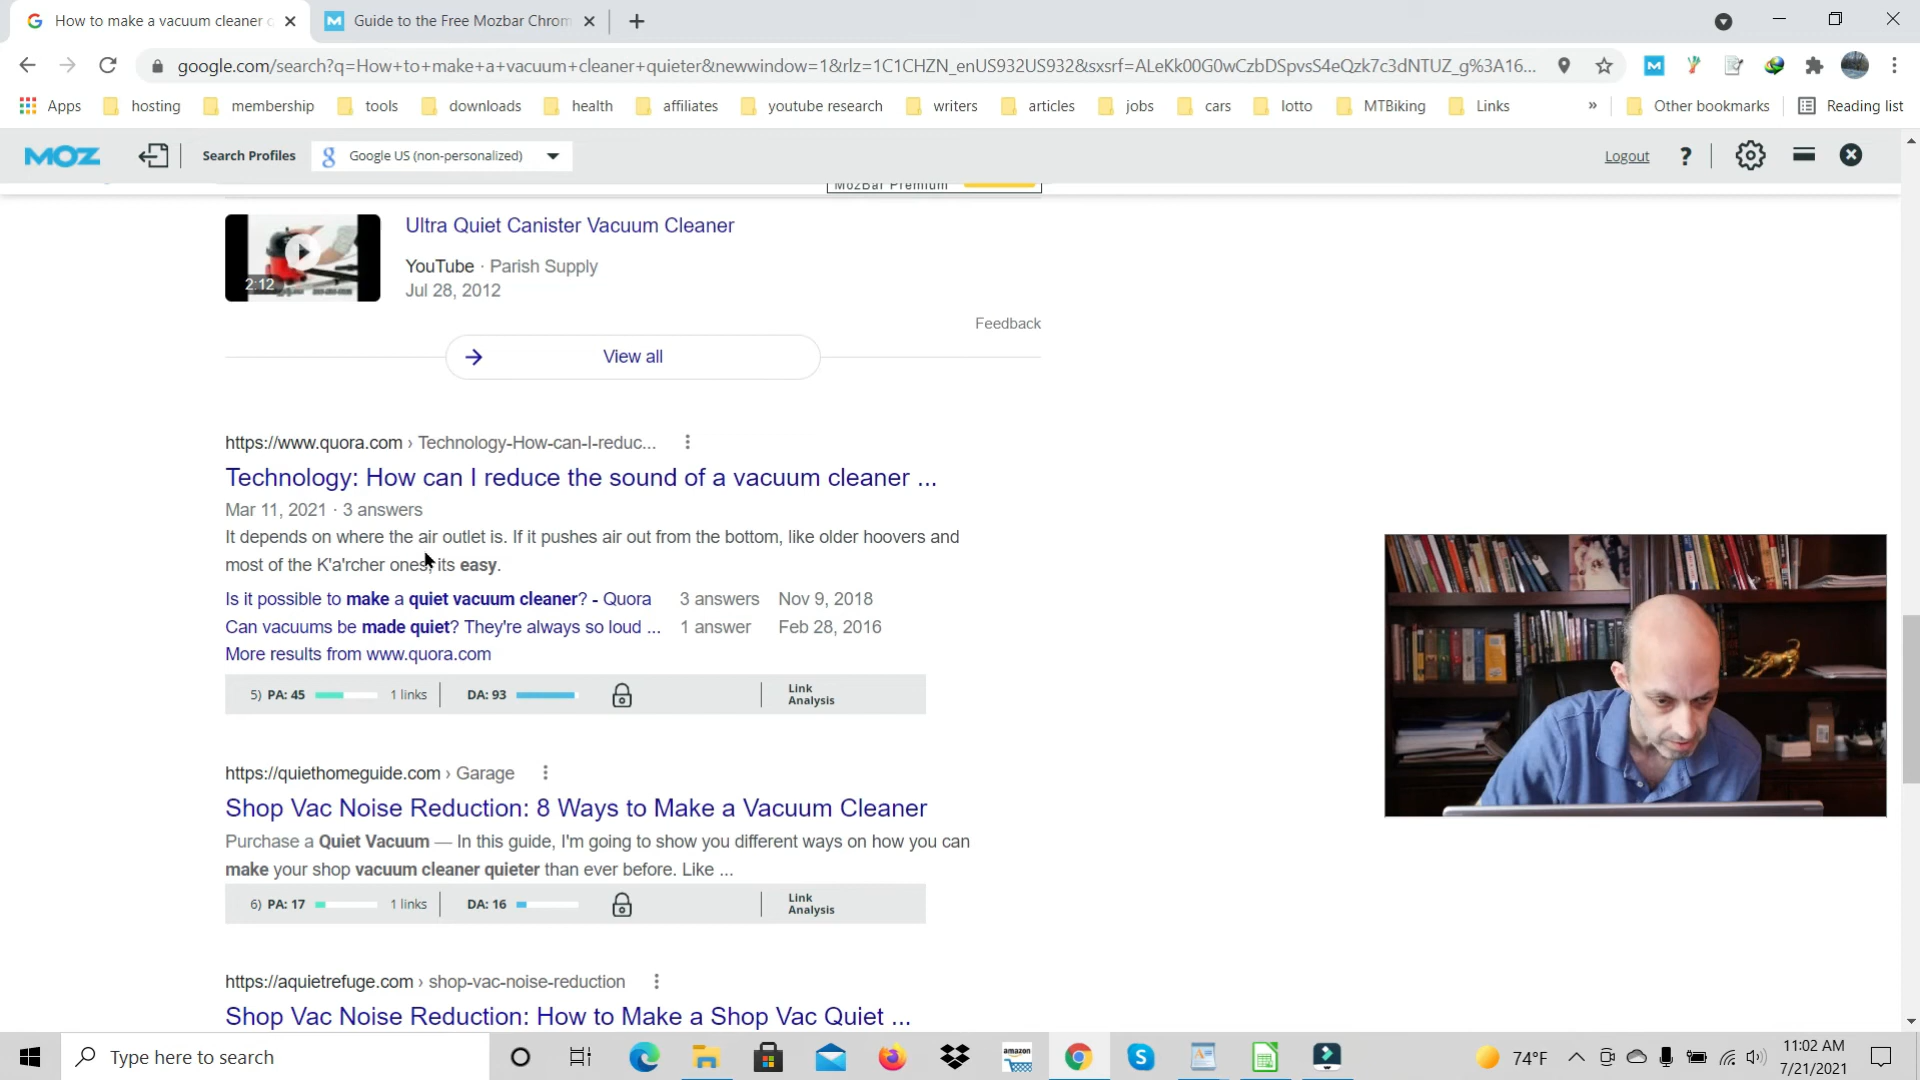 How to make a vacuum cleaner
Guide to the Free Mozbar Chrom
google.com/search?q=How+to+make+a+vacuum+cleaner+quieter&newwindow=1&rlz=1C1CHZN_enUS932US932&sxsrf=ALeKk00G0wCzbDSpvsS4eQzk7c3dNTUZ_g%3A16...
Apps hosting membership tools downloads health affiliates youtube research writers articles jobs cars lotto MTBiking Links » Other bookmarks Reading list
MOZ Search Profiles Google US (non-personalized) Logout ?
MozBar Premium
Ultra Quiet Canister Vacuum Cleaner
YouTube · Parish Supply
2:12
Jul 28, 2012
Feedback
View all
https://www.quora.com › Technology-How-can-I-reduc...
Technology: How can I reduce the sound of a vacuum cleaner ...
Mar 11, 2021 · 3 answers
It depends on where the air outlet is. If it pushes air out from the bottom, like older hoovers and
most of the K'a'rcher ones, its easy.
Is it possible to make a quiet vacuum cleaner? - Quora 3 answers Nov 9, 2018
Can vacuums be made quiet? They're always so loud ... 1 answer Feb 28, 2016
More results from www.quora.com
5) PA: 45 1 links DA: 93 Link Analysis
https://quiethomeguide.com › Garage
Shop Vac Noise Reduction: 8 Ways to Make a Vacuum Cleaner
Purchase a Quiet Vacuum — In this guide, I'm going to show you different ways on how you can
make your shop vacuum cleaner quieter than ever before. Like ...
6) PA: 17 1 links DA: 16 Link Analysis
https://aquietrefuge.com › shop-vac-noise-reduction
Shop Vac Noise Reduction: How to Make a Shop Vac Quiet ...
Type here to search
amazon
74°F
11:02 AM
7/21/2021